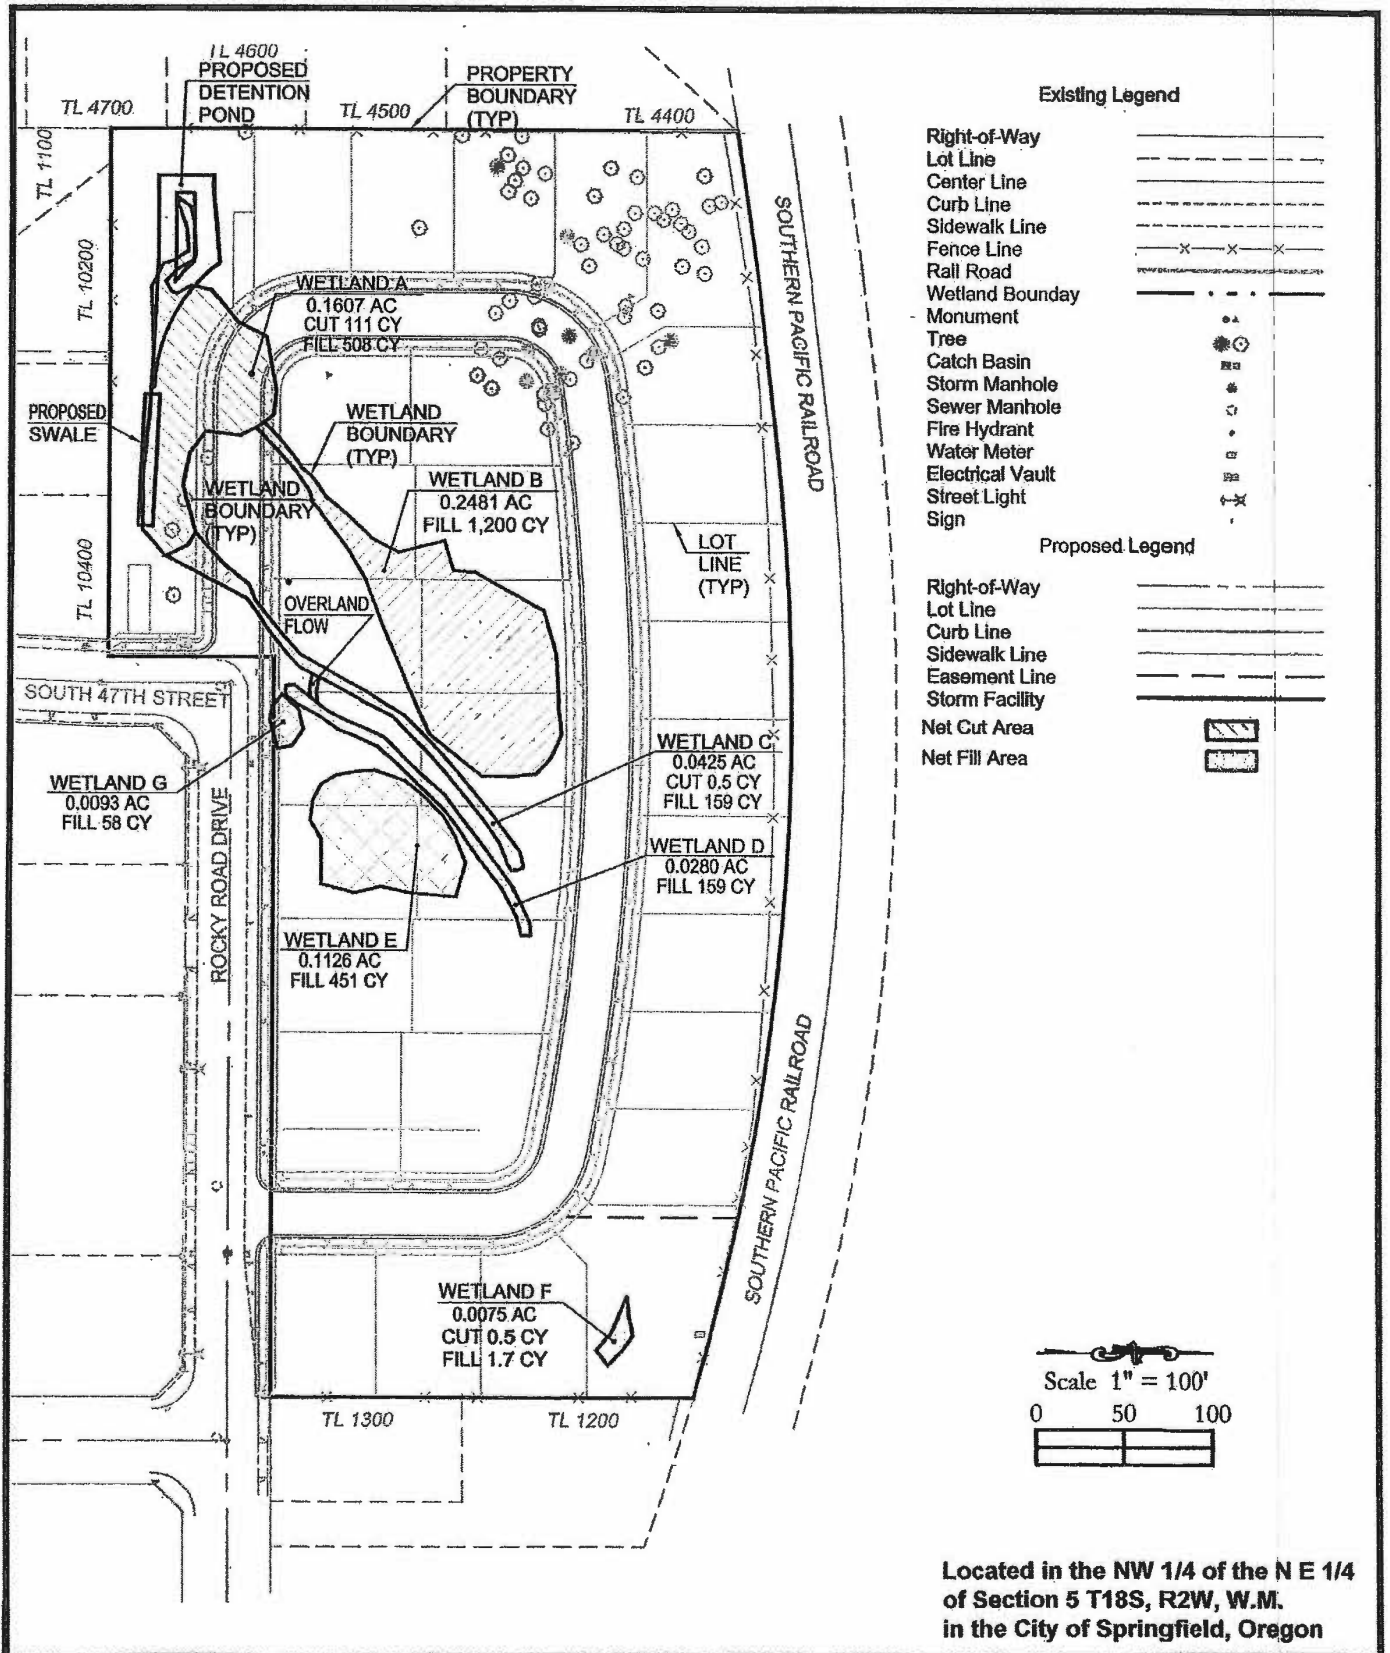 TL 4600
PROPOSED
DETENTION
POND
PROPERTY
BOUNDARY
(TYP)
TL 4700
TL 4500
TL 4400
TL 1100
TL 10200
TL 10400
WETLAND A
0.1607 AC
CUT 111 CY
FILL 508 CY
PROPOSED
SWALE
WETLAND
BOUNDARY
(TYP)
WETLAND
BOUNDARY
(TYP)
WETLAND B
0.2481 AC
FILL 1,200 CY
LOT
LINE
(TYP)
OVERLAND
FLOW
SOUTH 47TH STREET
WETLAND G
0.0093 AC
FILL 58 CY
ROCKY ROAD DRIVE
WETLAND C
0.0425 AC
CUT 0.5 CY
FILL 159 CY
WETLAND D
0.0280 AC
FILL 159 CY
WETLAND E
0.1126 AC
FILL 451 CY
SOUTHERN PACIFIC RAILROAD
SOUTHERN PACIFIC RAILROAD
WETLAND F
0.0075 AC
CUT 0.5 CY
FILL 1.7 CY
TL 1300
TL 1200
Existing Legend
Right-of-Way
Lot Line
Center Line
Curb Line
Sidewalk Line
Fence Line
Rail Road
Wetland Bounday
Monument
Tree
Catch Basin
Storm Manhole
Sewer Manhole
Fire Hydrant
Water Meter
Electrical Vault
Street Light
Sign
Proposed Legend
Right-of-Way
Lot Line
Curb Line
Sidewalk Line
Easement Line
Storm Facility
Net Cut Area
Net Fill Area
Scale 1" = 100'
0 50 100
Located in the NW 1/4 of the N E 1/4
of Section 5 T18S, R2W, W.M.
in the City of Springfield, Oregon